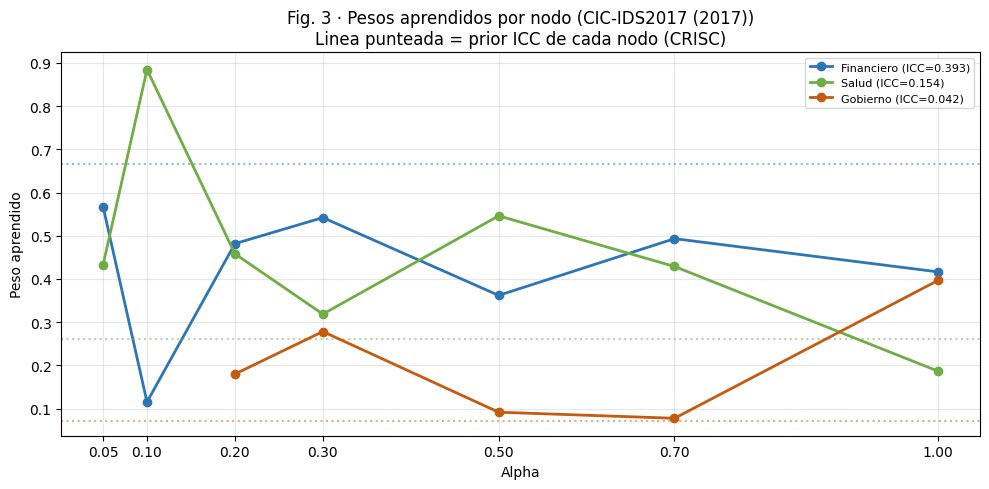 Fig. 3 · Pesos aprendidos por nodo (CIC-IDS2017 (2017))
Linea punteada = prior ICC de cada nodo (CRISC)
Financiero (ICC=0.393)
Salud (ICC=0.154)
Gobierno (ICC=0.042)
Peso aprendido
0.9
0.8
0.7
0.6
0.5
0.4
0.3
0.2
0.1
0.05 0.10 0.20 0.30 0.50 0.70 1.00
Alpha